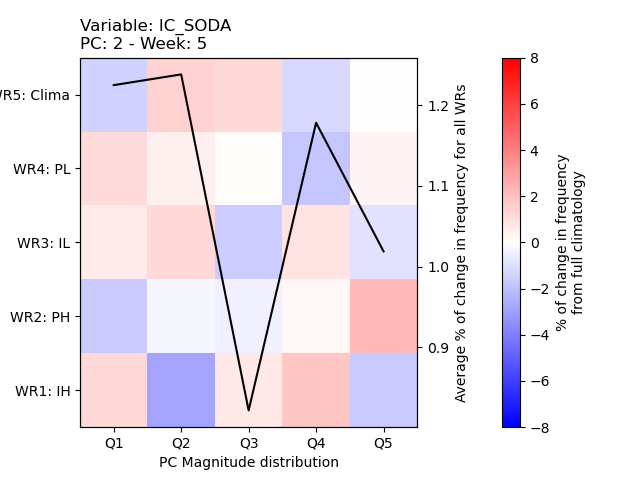 Variable: IC_SODA
PC: 2 - Week: 5
WR5: Clima
WR4: PL
WR3: IL
WR2: PH
WR1: IH
Q1 Q2 Q3 Q4 Q5
PC Magnitude distribution
1.2
1.1
1.0
0.9
Average % of change in frequency for all WRs
8
6
4
2
0
−2
−4
−6
−8
% of change in frequency
from full climatology